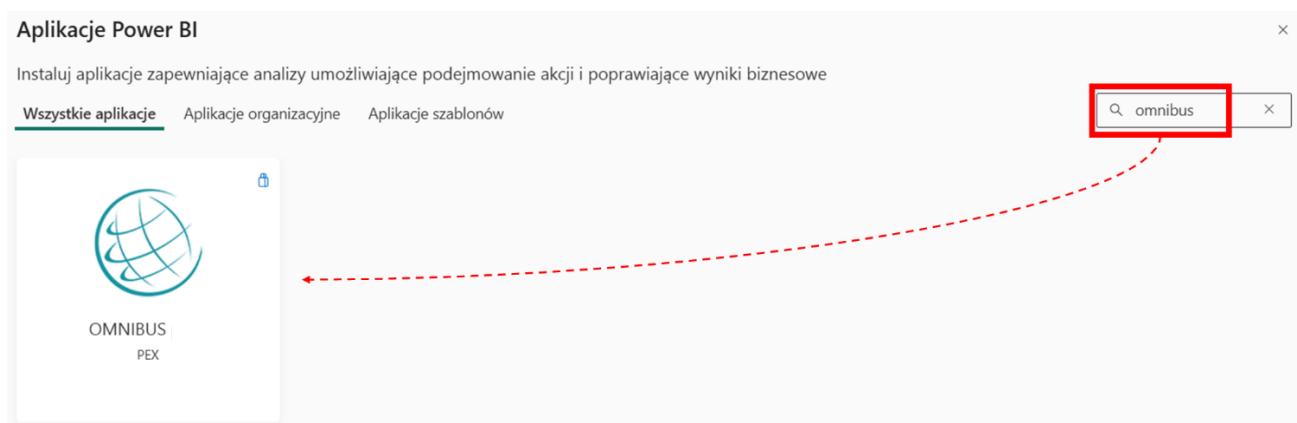 Aplikacje Power BI
Instaluj aplikacje zapewniające analizy umożliwiające podejmowanie akcji i poprawiające wyniki biznesowe
Wszystkie aplikacje Aplikacje organizacyjne Aplikacje szablonów
omnibus
OMNIBUS
PEX